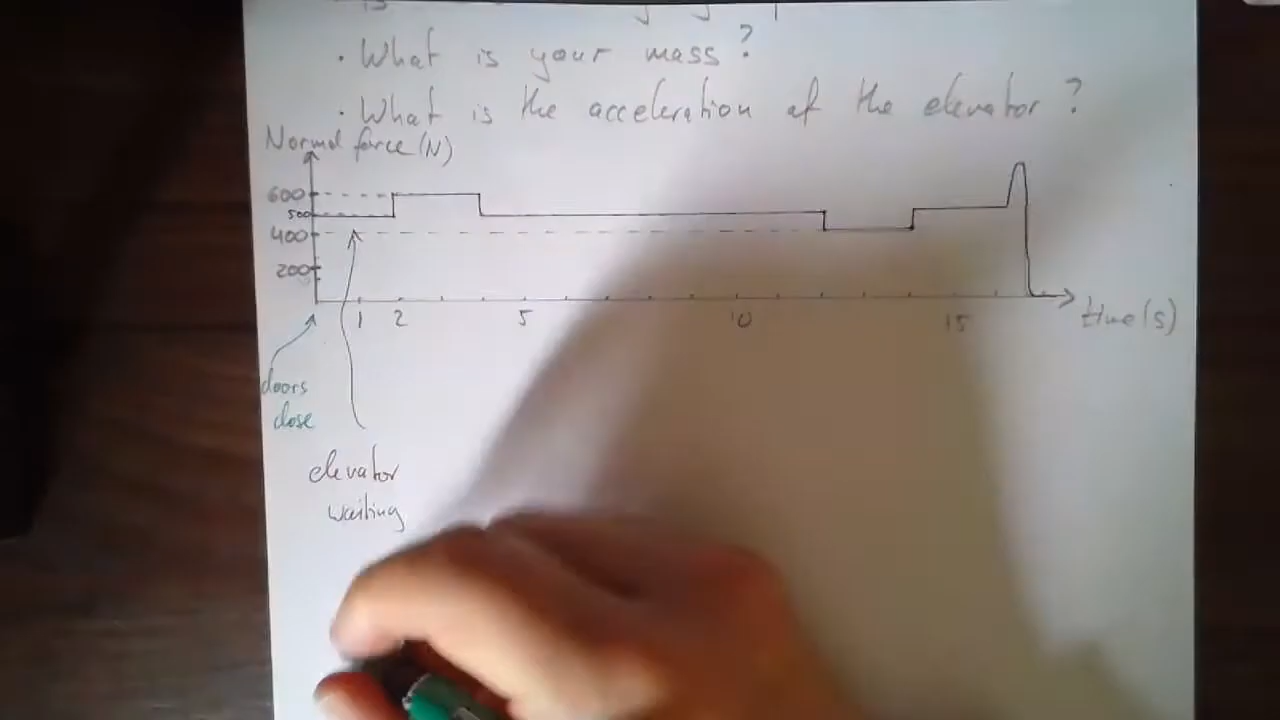 is
· What is your mass?
· What is the acceleration of the elevator?
Normal force (N)
600
500
400
200
1 2 5 10 15 time (s)
doors
close
elevator
waiting